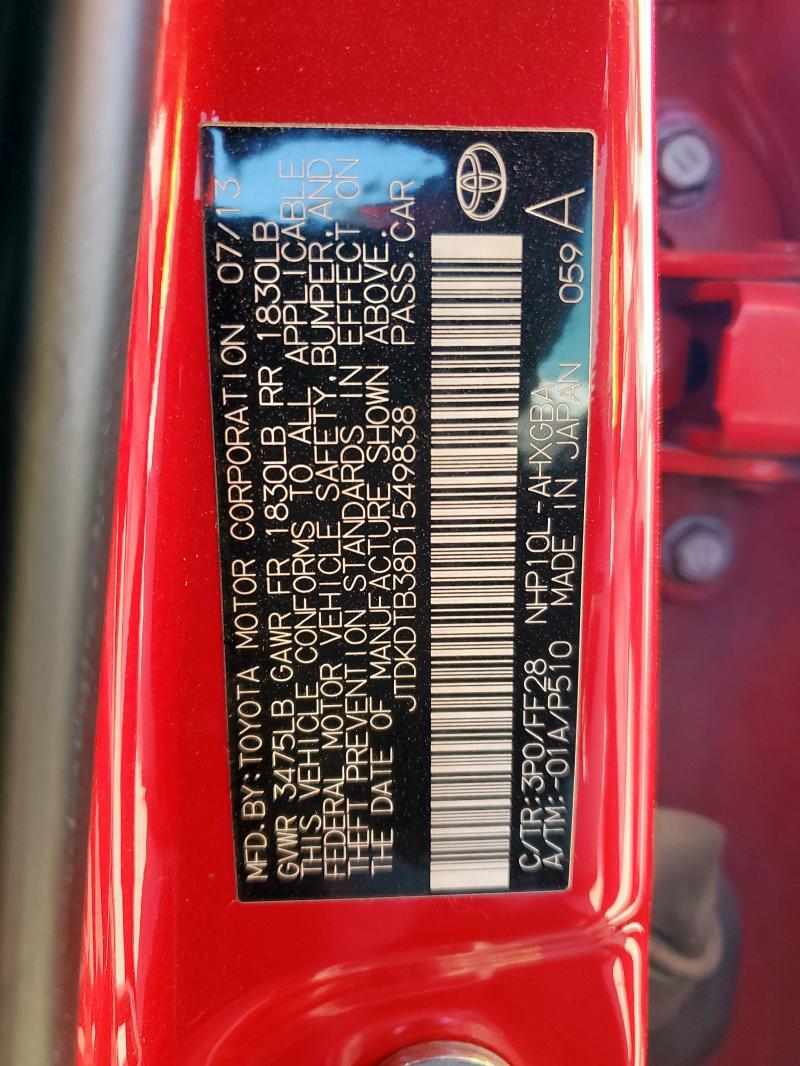 MFD. BY: TOYOTA MOTOR CORPORATION 07/13
GVWR 3475LB GAWR FR 1830LB RR 1830LB
THIS VEHICLE CONFORMS TO ALL APPLICABLE
FEDERAL MOTOR VEHICLE SAFETY, BUMPER, AND
THEFT PREVENTION STANDARDS IN EFFECT ON
THE DATE OF MANUFACTURE SHOWN ABOVE.
JTDKDTB38D1549838 PASS. CAR
C/TR: 3P0/FF28 NHP10L-AHXGBA
A/TM: -01A/P510 MADE IN JAPAN 059 A